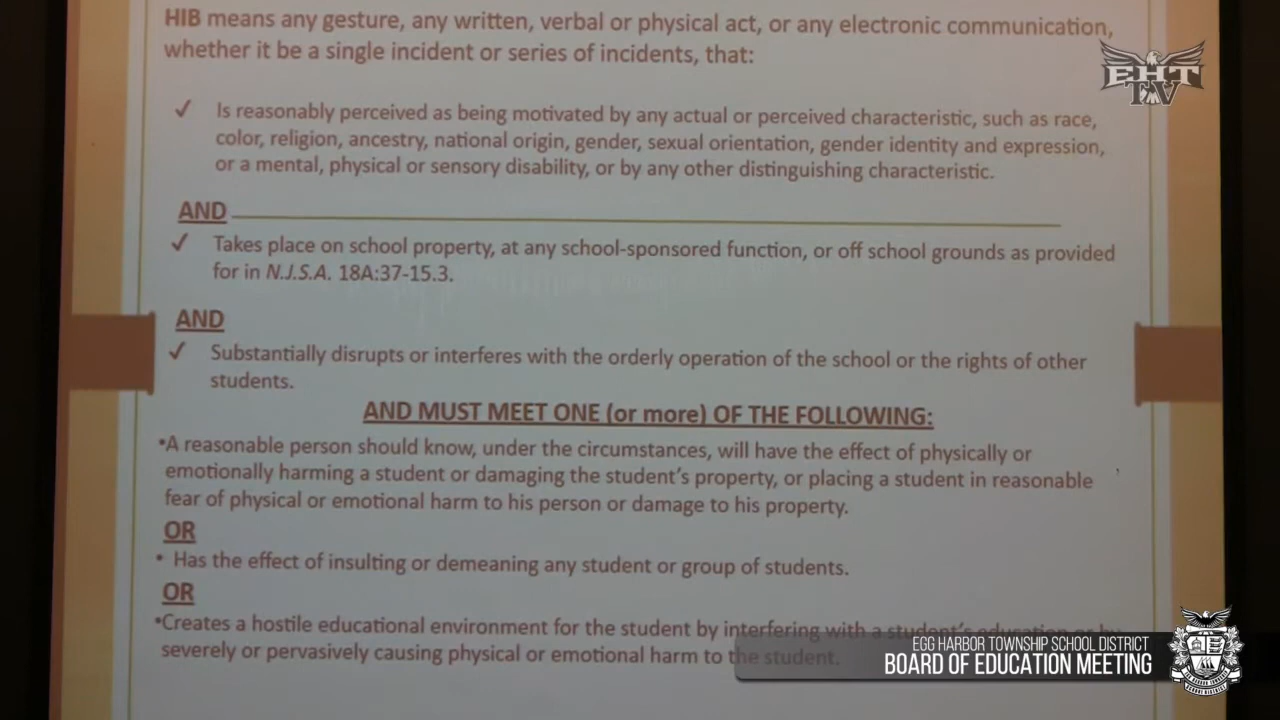 HIB means any gesture, any written, verbal or physical act, or any electronic communication,
whether it be a single incident or series of incidents, that:
EHT
TV
✓ Is reasonably perceived as being motivated by any actual or perceived characteristic, such as race,
color, religion, ancestry, national origin, gender, sexual orientation, gender identity and expression,
or a mental, physical or sensory disability, or by any other distinguishing characteristic.
AND
✓ Takes place on school property, at any school-sponsored function, or off school grounds as provided
for in N.J.S.A. 18A:37-15.3.
AND
✓ Substantially disrupts or interferes with the orderly operation of the school or the rights of other
students.
AND MUST MEET ONE (or more) OF THE FOLLOWING:
•A reasonable person should know, under the circumstances, will have the effect of physically or
emotionally harming a student or damaging the student's property, or placing a student in reasonable
fear of physical or emotional harm to his person or damage to his property.
OR
• Has the effect of insulting or demeaning any student or group of students.
OR
•Creates a hostile educational environment for the student by interfering with a student's education or by
severely or pervasively causing physical or emotional harm to the student.
EGG HARBOR TOWNSHIP SCHOOL DISTRICT
BOARD OF EDUCATION MEETING